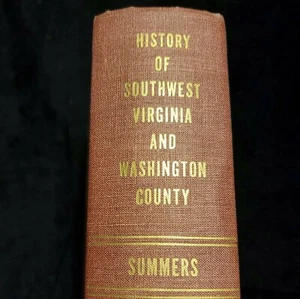 HISTORY
OF
SOUTHWEST
VIRGINIA
AND
WASHINGTON
COUNTY
SUMMERS